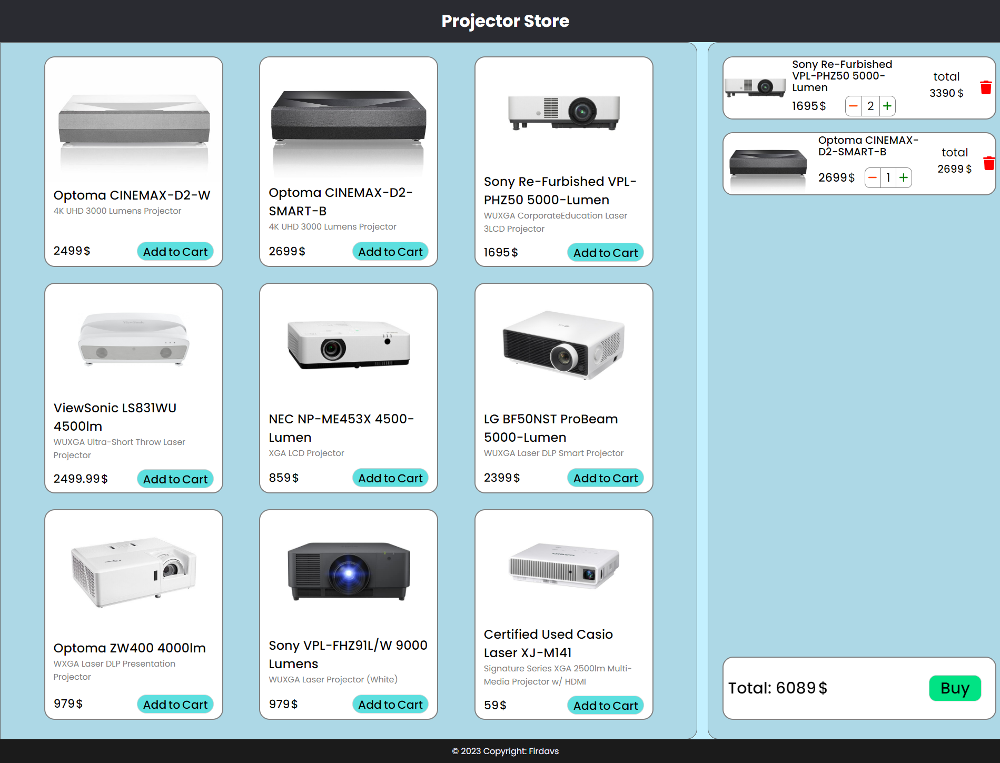 Projector Store
Optoma CINEMAX-D2-W
4K UHD 3000 Lumens Projector
2499$
Add to Cart
Optoma CINEMAX-D2-
SMART-B
4K UHD 3000 Lumens Projector
2699$
Add to Cart
Sony Re-Furbished VPL-
PHZ50 5000-Lumen
WUXGA CorporateEducation Laser
3LCD Projector
1695$
Add to Cart
ViewSonic
ViewSonic LS831WU
4500lm
WUXGA Ultra-Short Throw Laser
Projector
2499.99$
Add to Cart
NEC NP-ME453X 4500-
Lumen
XGA LCD Projector
859$
Add to Cart
LG BF50NST ProBeam
5000-Lumen
WUXGA Laser DLP Smart Projector
2399$
Add to Cart
Optoma ZW400 4000lm
WXGA Laser DLP Presentation
Projector
979$
Add to Cart
Sony VPL-FHZ91L/W 9000
Lumens
WUXGA Laser Projector (White)
979$
Add to Cart
CASIO
Certified Used Casio
Laser XJ-M141
Signature Series XGA 2500lm Multi-
Media Projector w/ HDMI
59$
Add to Cart
Sony Re-Furbished
VPL-PHZ50 5000-
Lumen
1695$
2
total
3390$
Optoma CINEMAX-
D2-SMART-B
2699$
1
total
2699$
Total: 6089$
Buy
© 2023 Copyright: Firdavs